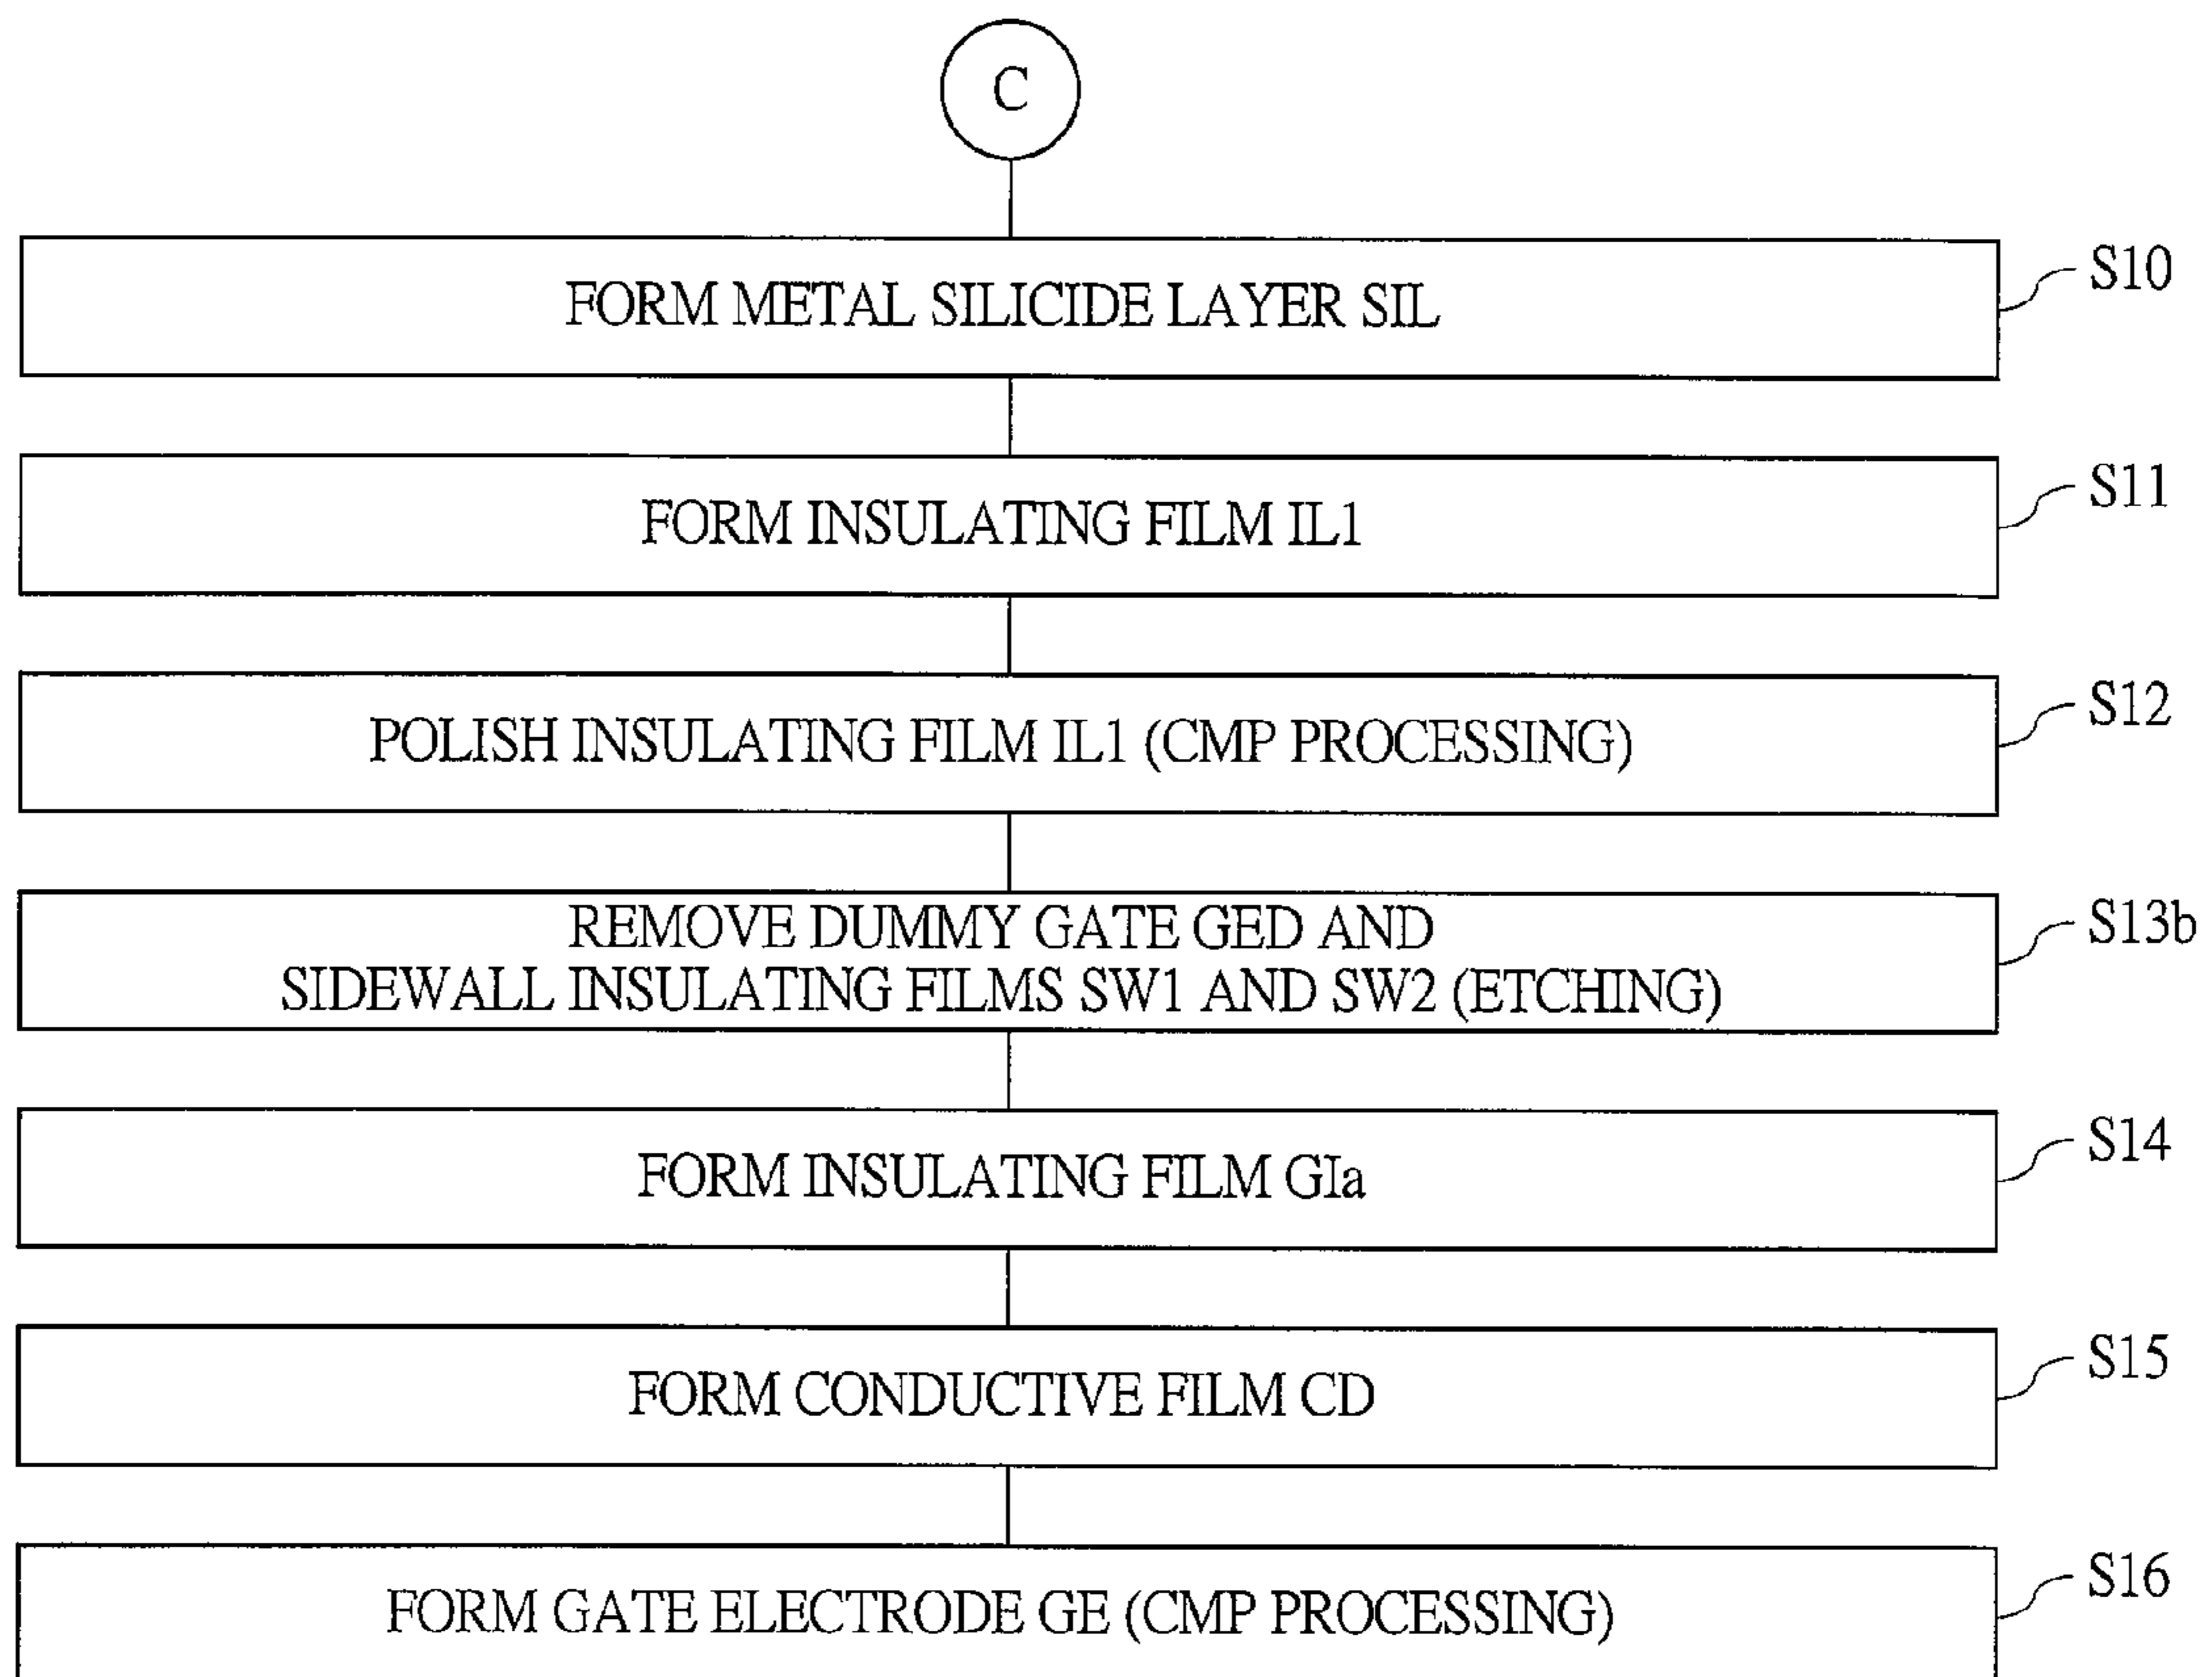 C
FORM METAL SILICIDE LAYER SIL
S10
FORM INSULATING FILM IL1
S11
POLISH INSULATING FILM IL1 (CMP PROCESSING)
S12
REMOVE DUMMY GATE GED AND
SIDEWALL INSULATING FILMS SW1 AND SW2 (ETCHING)
S13b
FORM INSULATING FILM GIa
S14
FORM CONDUCTIVE FILM CD
S15
FORM GATE ELECTRODE GE (CMP PROCESSING)
S16